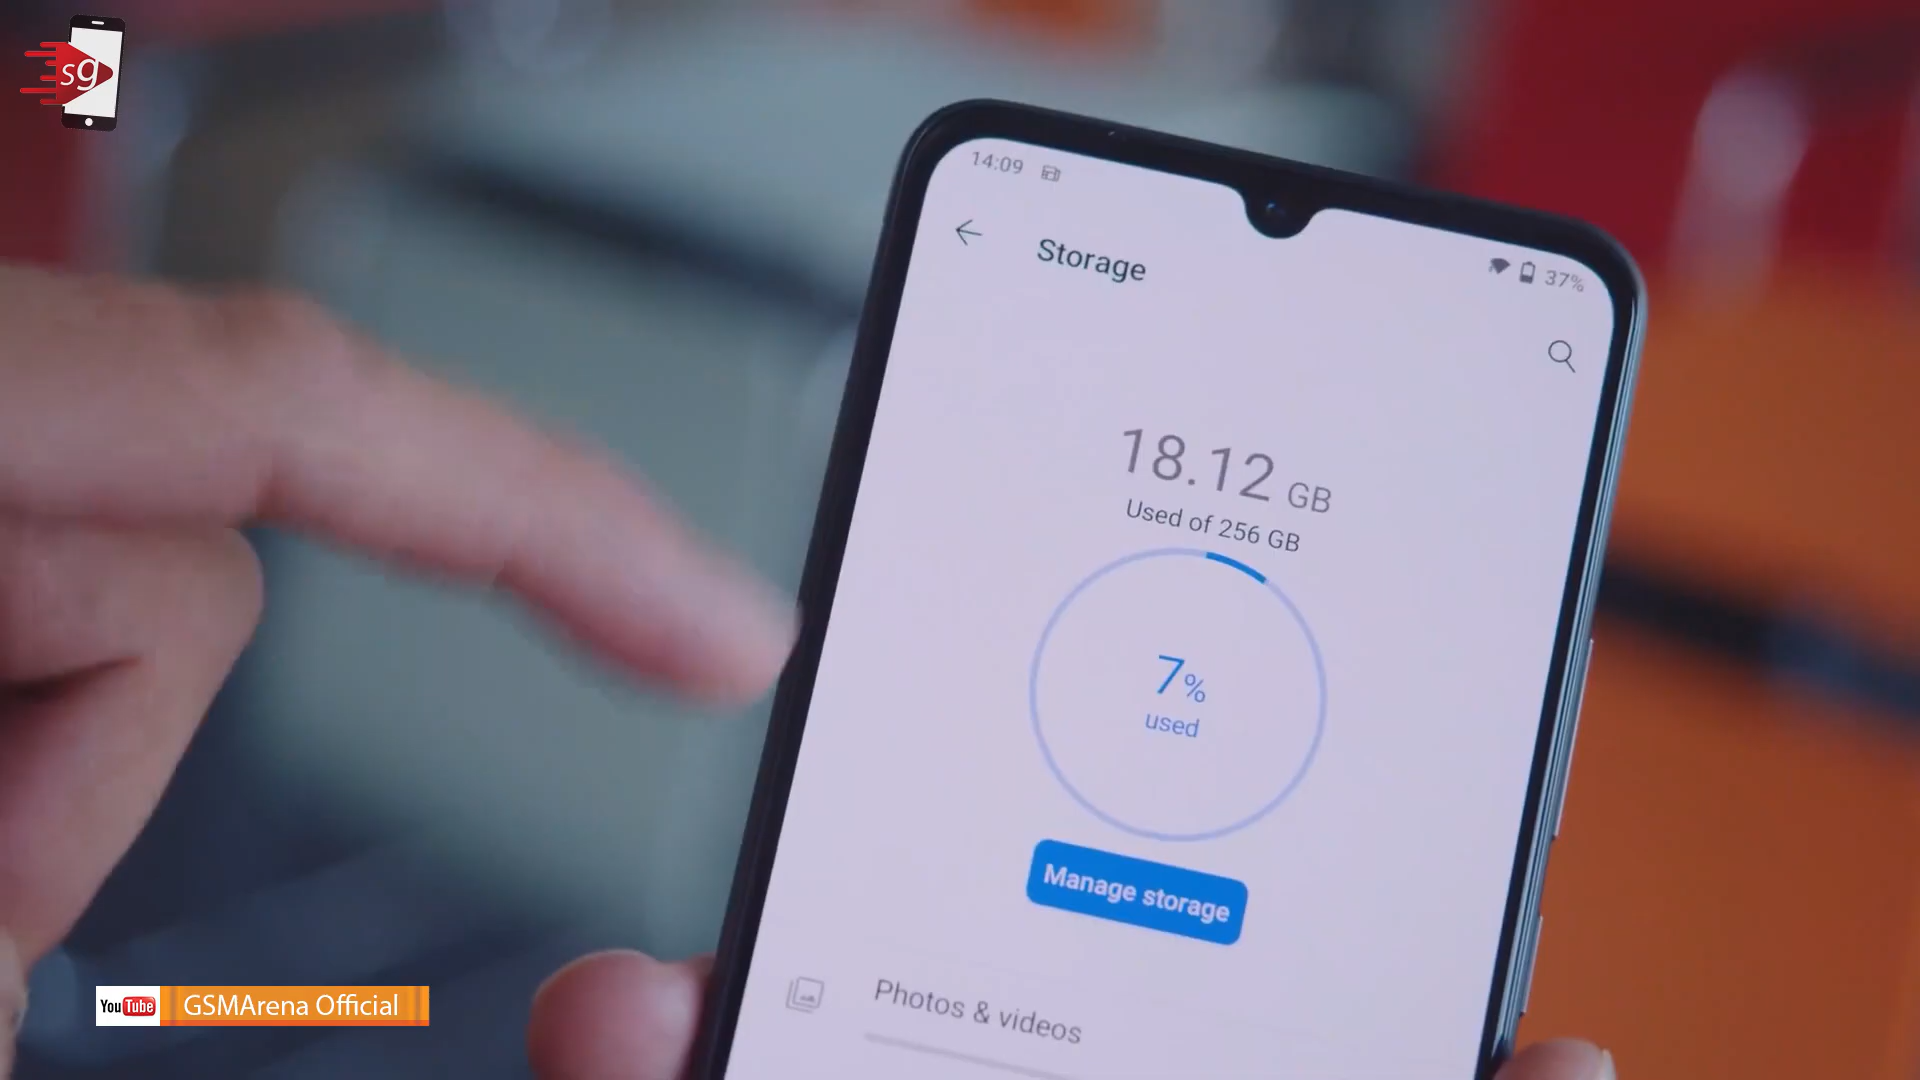 sg
14:09
37%
Storage
18.12 GB
Used of 256 GB
7%
used
Manage storage
Photos & videos
YouTube GSMArena Official